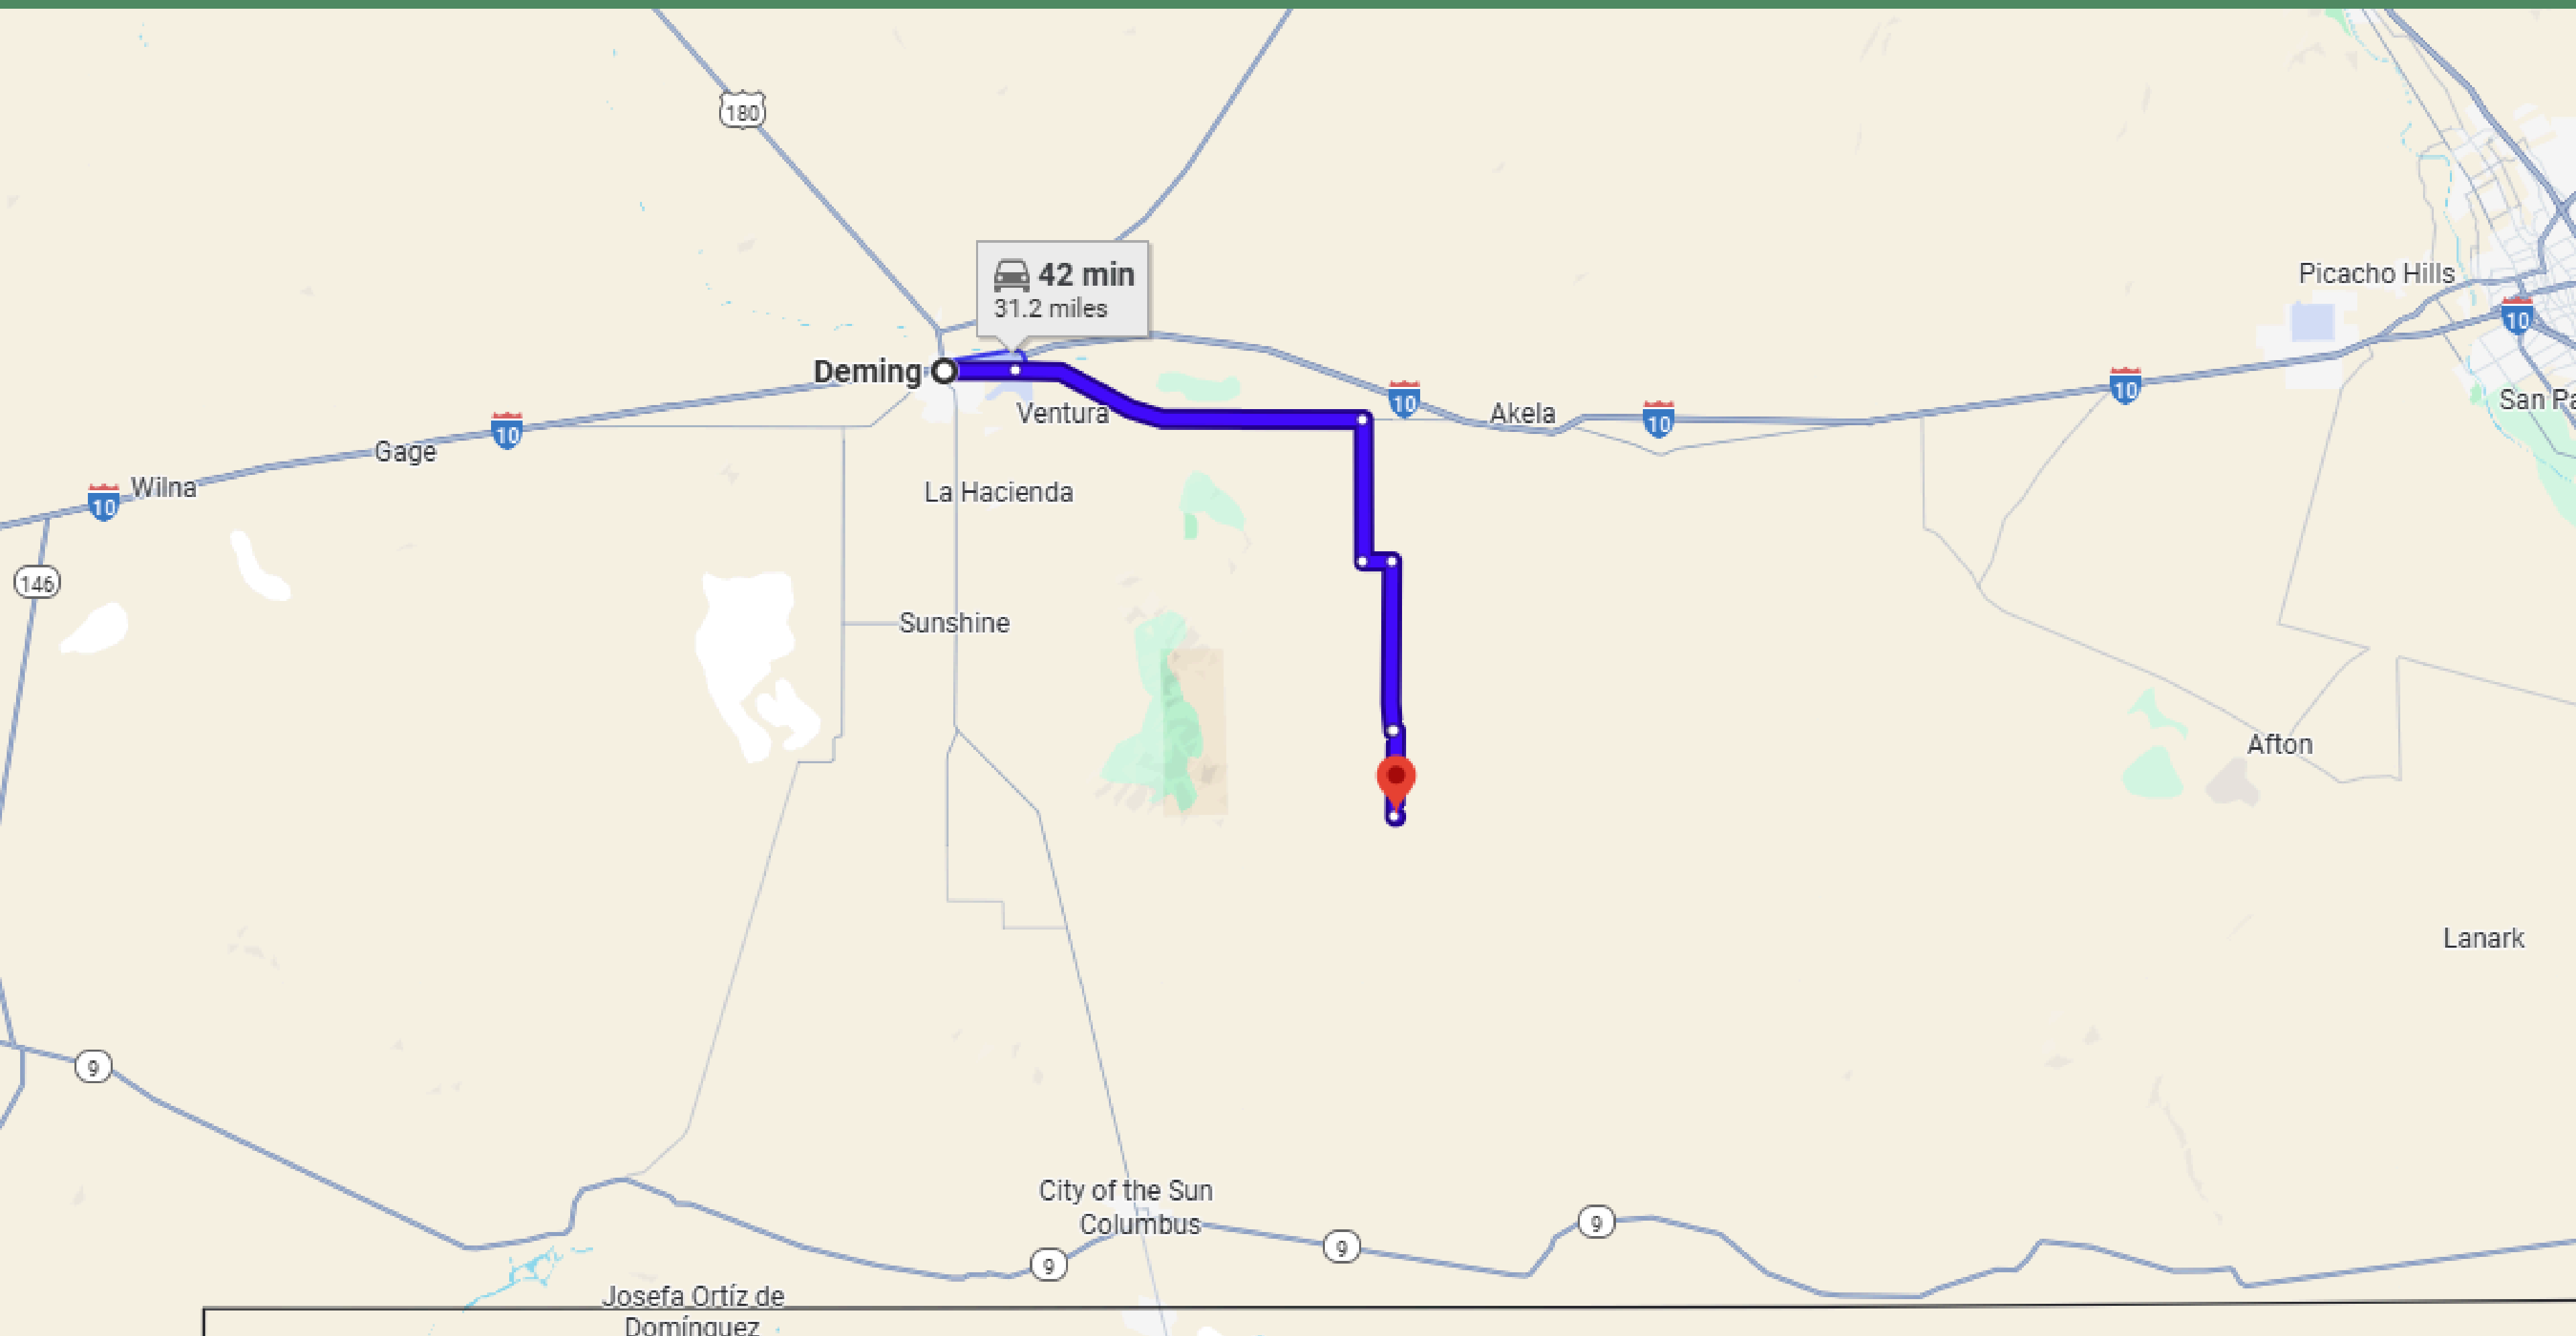 180
42 min
31.2 miles
Picacho Hills
10
Deming
10
10
San Pa
Ventura
10
Akela
10
Gage
Wilna
10
La Hacienda
146
Sunshine
Afton
Lanark
9
City of the Sun
Columbus
9
9
9
Josefa Ortíz de
Domínguez